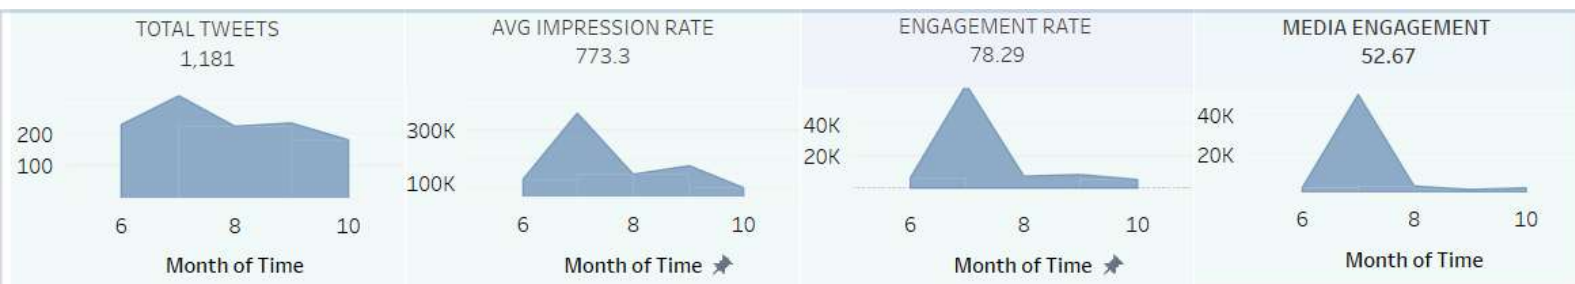 TOTAL TWEETS
1,181
200
100
6 8 10
Month of Time
AVG IMPRESSION RATE
773.3
300K
100K
6 8 10
Month of Time
ENGAGEMENT RATE
78.29
40K
20K
6 8 10
Month of Time
MEDIA ENGAGEMENT
52.67
40K
20K
6 8 10
Month of Time